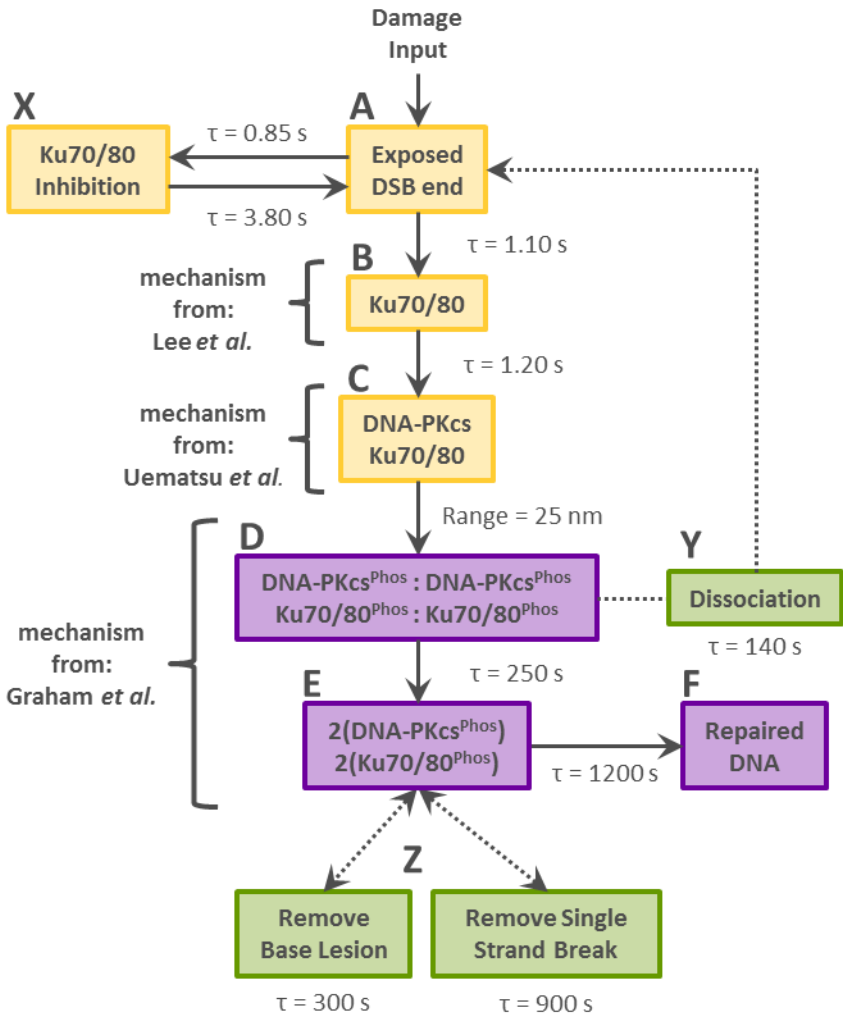 Damage
Input
X
A
τ = 0.85 s
Ku70/80
Inhibition
Exposed
DSB end
τ = 3.80 s
τ = 1.10 s
B
mechanism
from:
Lee et al.
Ku70/80
τ = 1.20 s
C
mechanism
from:
Uematsu et al.
DNA-PKcs
Ku70/80
Range = 25 nm
D
Y
DNA-PKcsPhos : DNA-PKcsPhos
Ku70/80Phos : Ku70/80Phos
Dissociation
τ = 140 s
mechanism
from:
Graham et al.
τ = 250 s
E
F
2(DNA-PKcsPhos)
2(Ku70/80Phos)
Repaired
DNA
τ = 1200 s
Z
Remove
Base Lesion
Remove Single
Strand Break
τ = 300 s
τ = 900 s